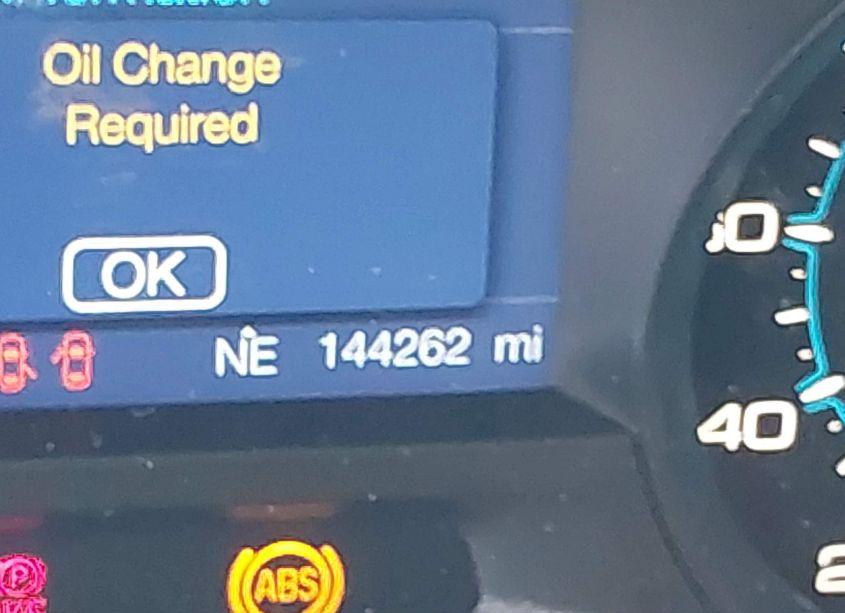 Oil Change
Required
OK
NE 144262 mi
40
ABS